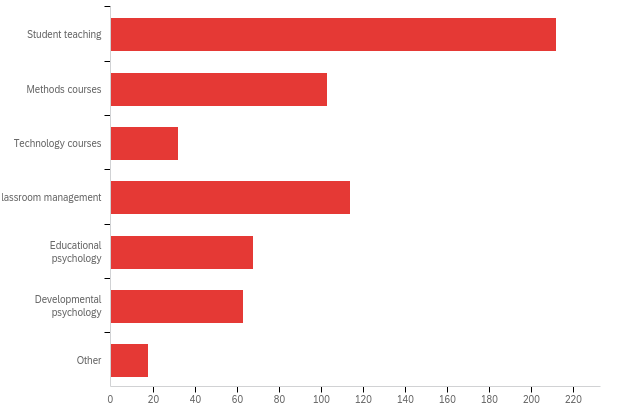 Student teaching
Methods courses
Technology courses
lassroom management
Educational
psychology
Developmental
psychology
Other
0 20 40 60 80 100 120 140 160 180 200 220